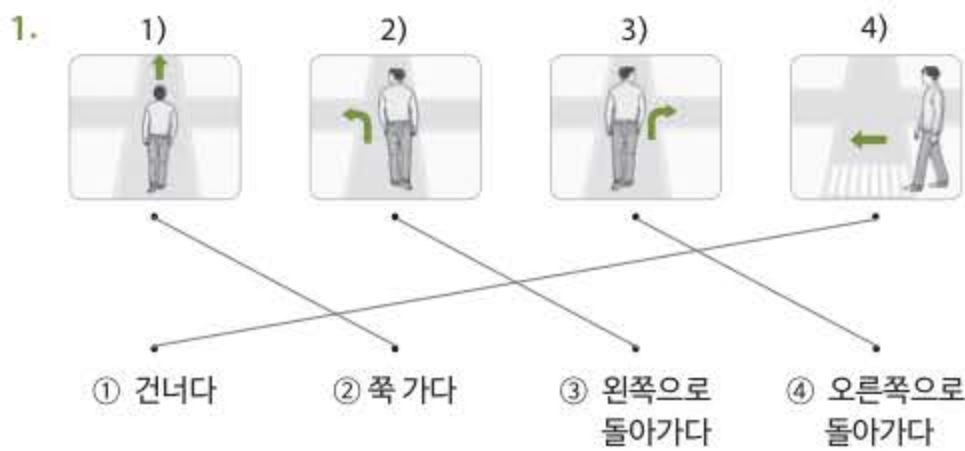 1.
1) 2) 3) 4)
① 건너다 ② 쭉 가다 ③ 왼쪽으로 ④ 오른쪽으로
돌아가다 돌아가다